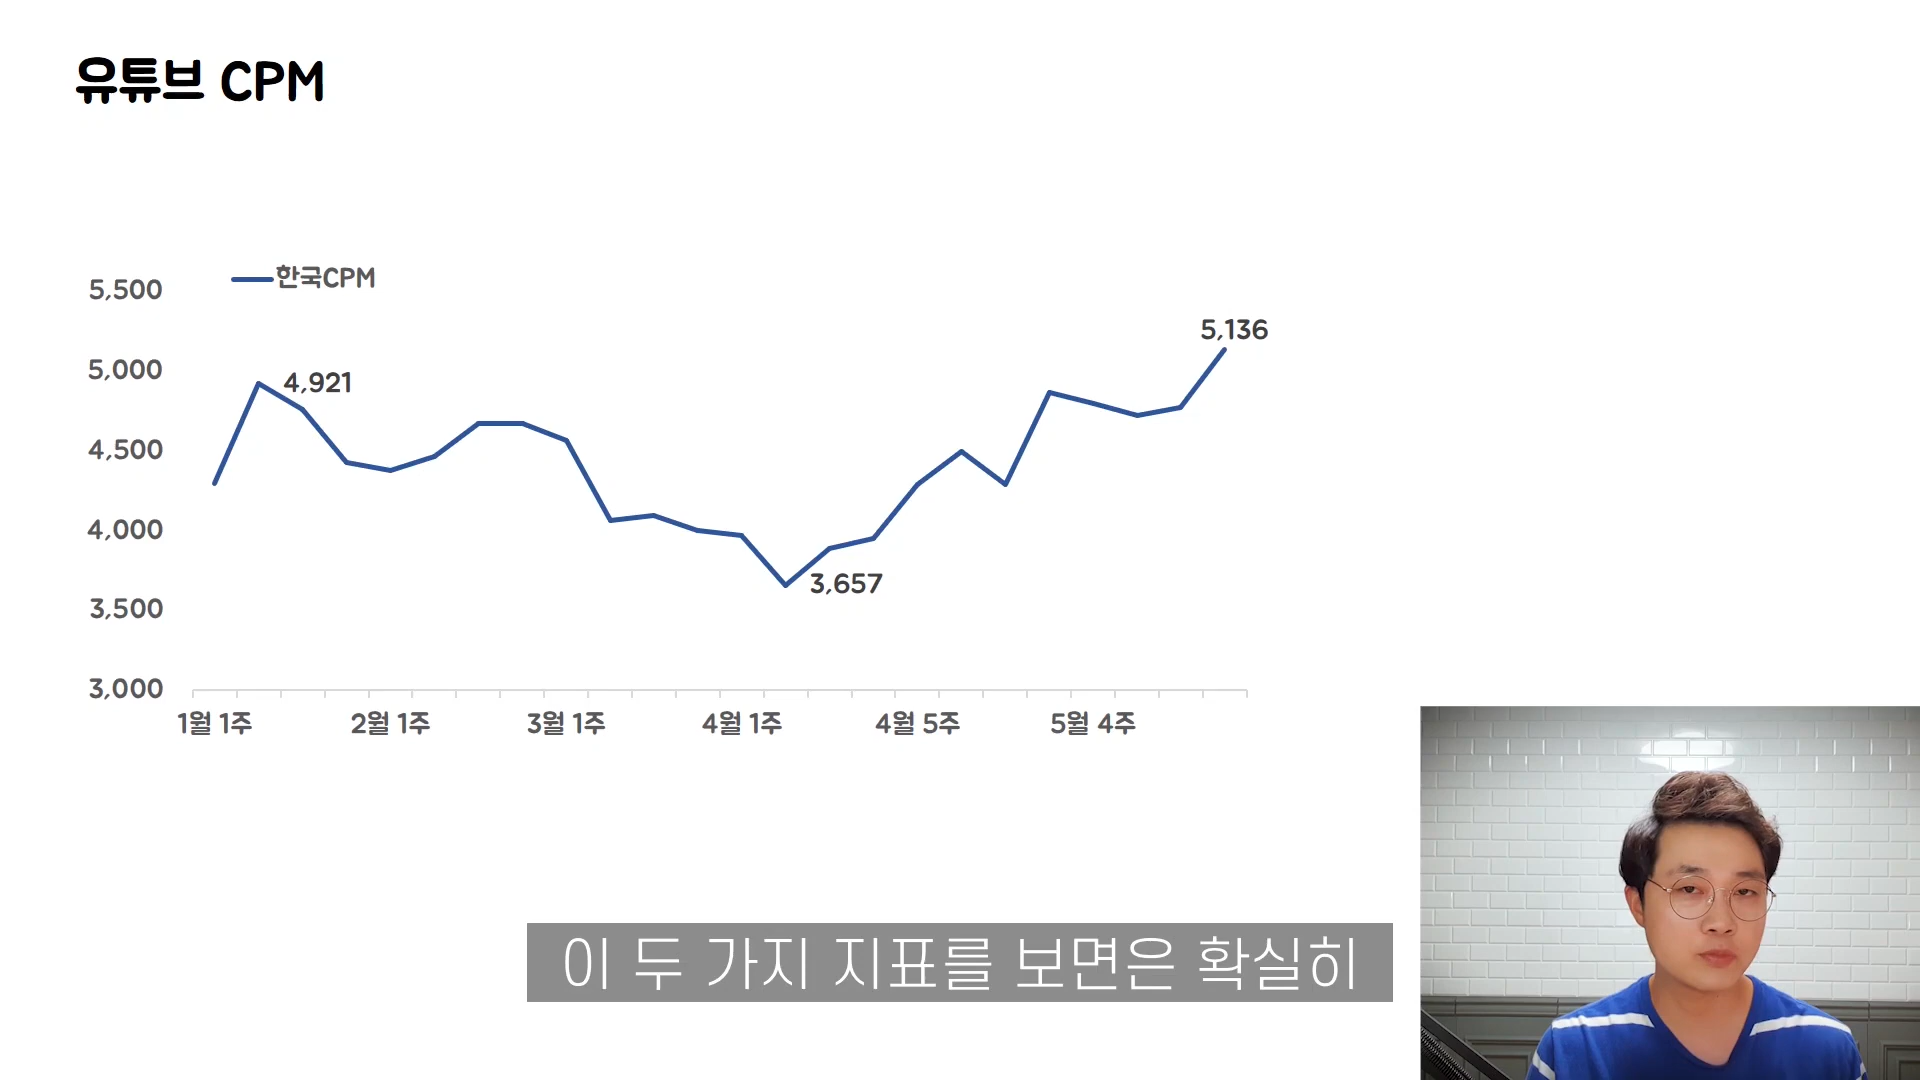 유튜브 CPM
한국CPM
5,500
5,000
4,500
4,000
3,500
3,000
4,921
3,657
5,136
1월 1주
2월 1주
3월 1주
4월 1주
4월 5주
5월 4주
이 두 가지 지표를 보면은 확실히